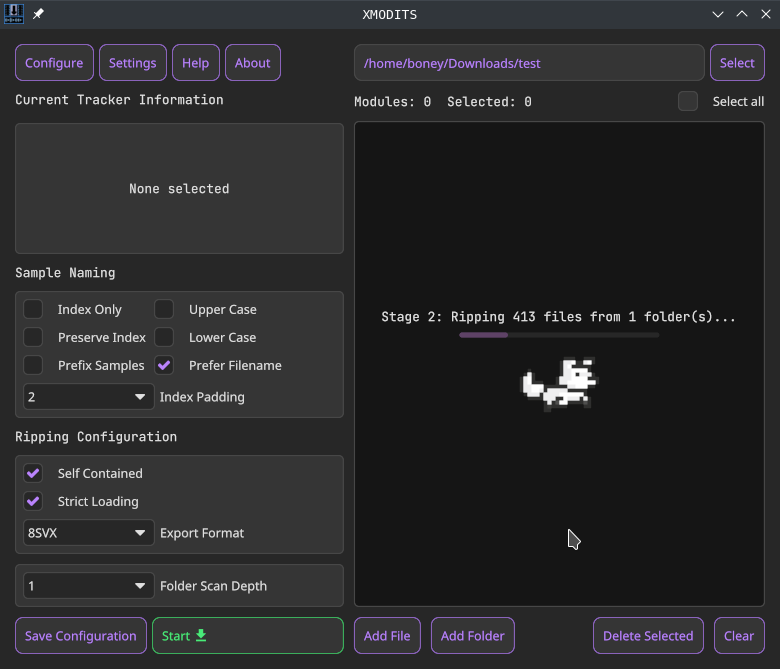 XMODITS
Configure
Settings
Help
About
/home/boney/Downloads/test
Select
Current Tracker Information
Modules: 0 Selected: 0
Select all
None selected
Sample Naming
Index Only
Upper Case
Preserve Index
Lower Case
Prefix Samples
Prefer Filename
2
Index Padding
Stage 2: Ripping 413 files from 1 folder(s)...
Ripping Configuration
Self Contained
Strict Loading
8SVX
Export Format
1
Folder Scan Depth
Save Configuration
Start
Add File
Add Folder
Delete Selected
Clear